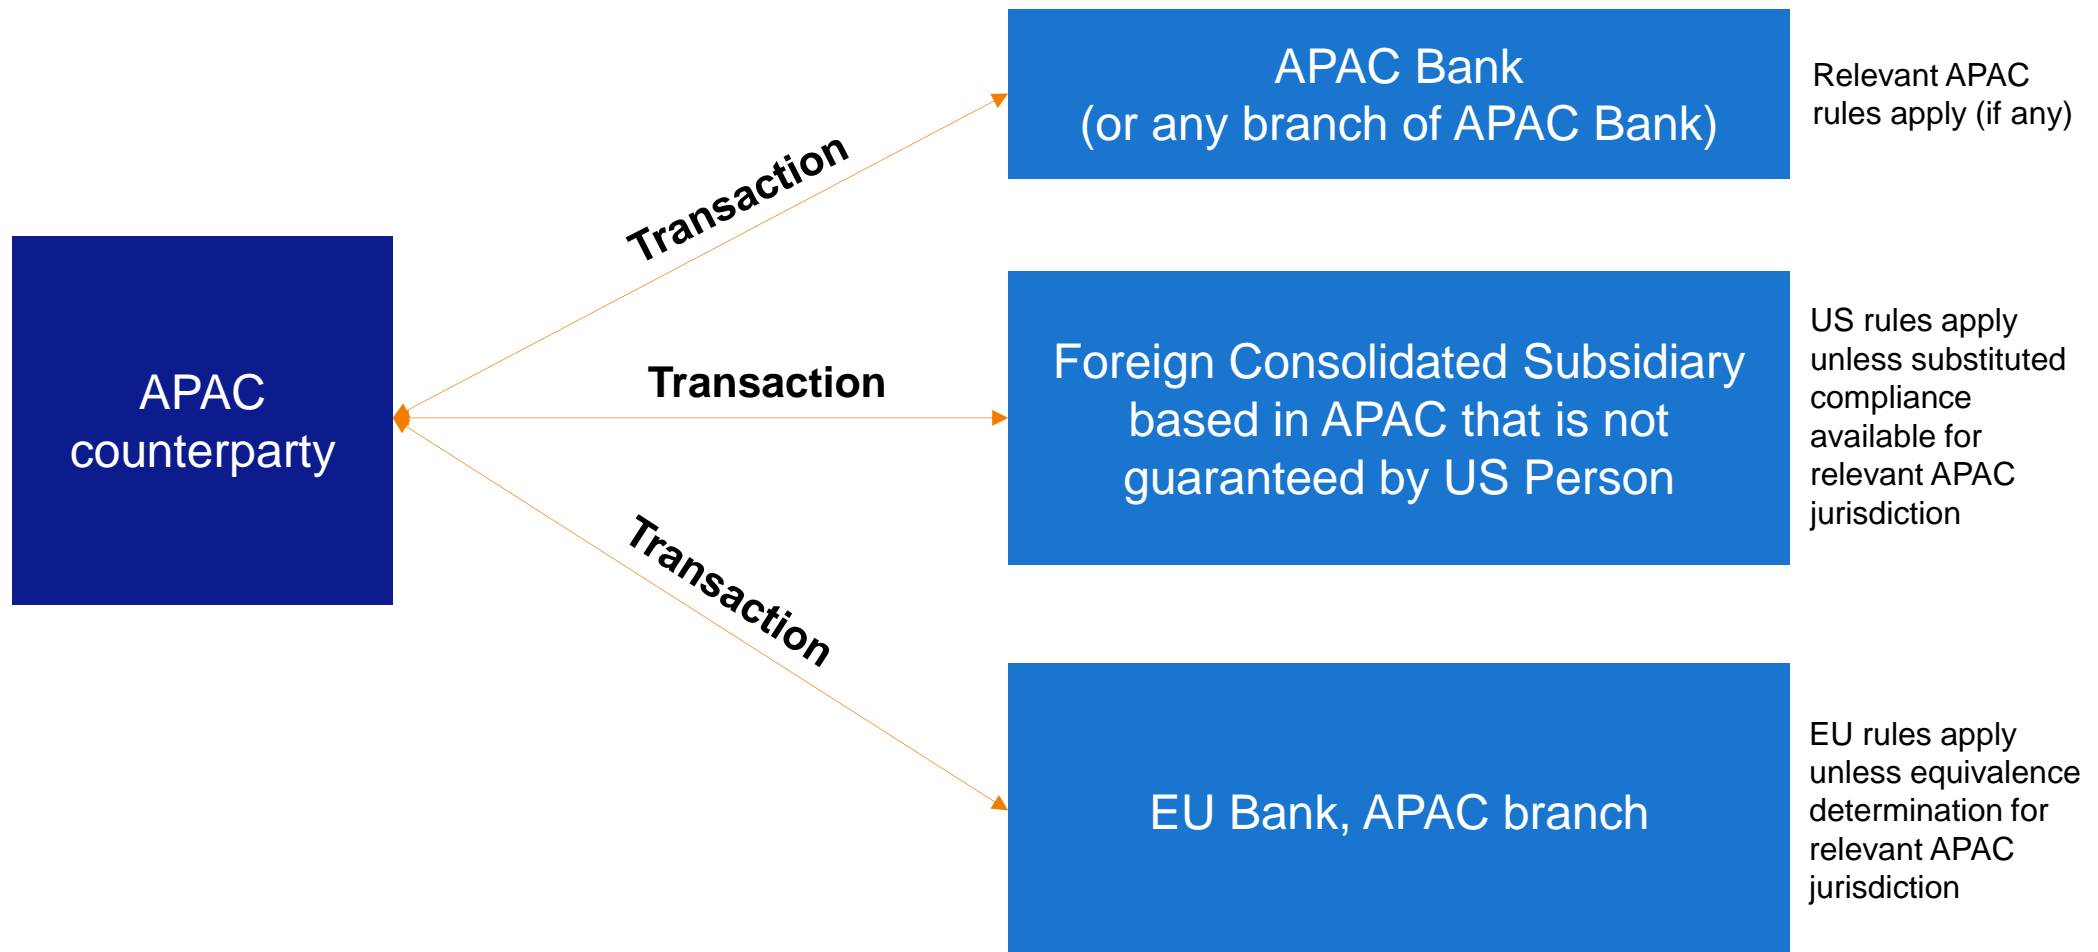 APAC Bank
(or any branch of APAC Bank)
Relevant APAC
rules apply (if any)
Transaction
APAC
counterparty
Transaction
Foreign Consolidated Subsidiary
based in APAC that is not
guaranteed by US Person
US rules apply
unless substituted
compliance
available for
relevant APAC
jurisdiction
Transaction
EU Bank, APAC branch
EU rules apply
unless equivalence
determination for
relevant APAC
jurisdiction